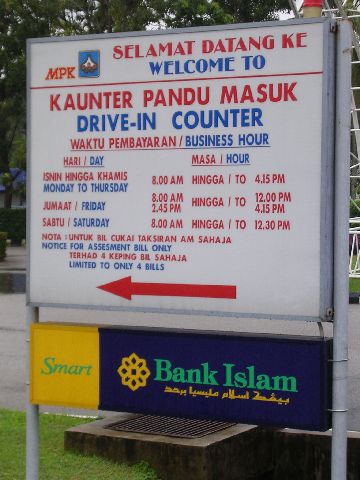 MPK
SELAMAT DATANG KE
WELCOME TO
KAUNTER PANDU MASUK
DRIVE-IN COUNTER
WAKTU PEMBAYARAN / BUSINESS HOUR
HARI / DAY MASA / HOUR
ISNIN HINGGA KHAMIS
MONDAY TO THURSDAY 8.00 AM HINGGA / TO 4.15 PM
JUMAAT / FRIDAY 8.00 AM HINGGA / TO 12.00 PM
2.45 PM 4.15 PM
SABTU / SATURDAY 8.00 AM HINGGA / TO 12.30 PM
NOTA : UNTUK BIL CUKAI TAKSIRAN AM SAHAJA
NOTICE FOR ASSESMENT BILL ONLY
TERHAD 4 KEPING BIL SAHAJA
LIMITED TO ONLY 4 BILLS
Smart
Bank Islam
بيڠك اسلام مليسيا برحد